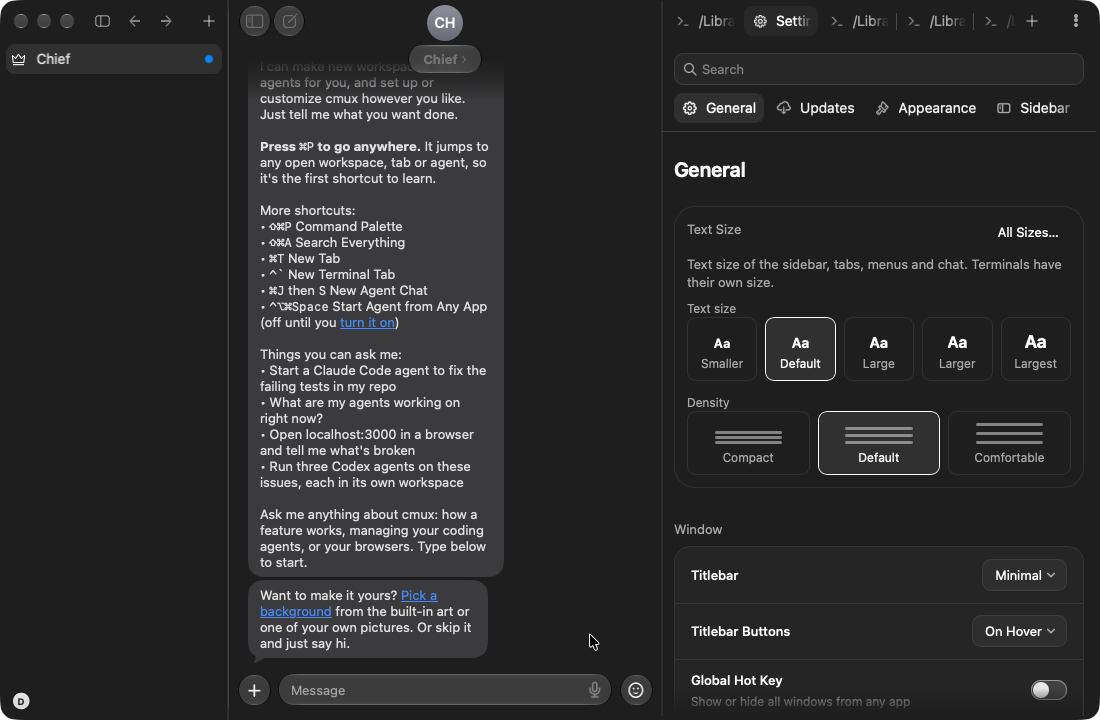 Chief
CH
Chief ›
I can make new workspac
agents for you, and set up or
customize cmux however you like.
Just tell me what you want done.
Press ⌘P to go anywhere. It jumps to
any open workspace, tab or agent, so
it's the first shortcut to learn.
More shortcuts:
• ⇧⌘P Command Palette
• ⇧⌘A Search Everything
• ⌘T New Tab
• ^` New Terminal Tab
• ⌘J then S New Agent Chat
• ^⌥⌘Space Start Agent from Any App
(off until you turn it on)
Things you can ask me:
• Start a Claude Code agent to fix the
failing tests in my repo
• What are my agents working on
right now?
• Open localhost:3000 in a browser
and tell me what's broken
• Run three Codex agents on these
issues, each in its own workspace
Ask me anything about cmux: how a
feature works, managing your coding
agents, or your browsers. Type below
to start.
Want to make it yours? Pick a
background from the built-in art or
one of your own pictures. Or skip it
and just say hi.
Message
D
/Libra Settin /Libra /Libra
Search
General Updates Appearance Sidebar
General
Text Size
All Sizes...
Text size of the sidebar, tabs, menus and chat. Terminals have
their own size.
Text size
Aa Aa Aa Aa Aa
Smaller Default Large Larger Largest
Density
Compact Default Comfortable
Window
Titlebar Minimal
Titlebar Buttons On Hover
Global Hot Key
Show or hide all windows from any app